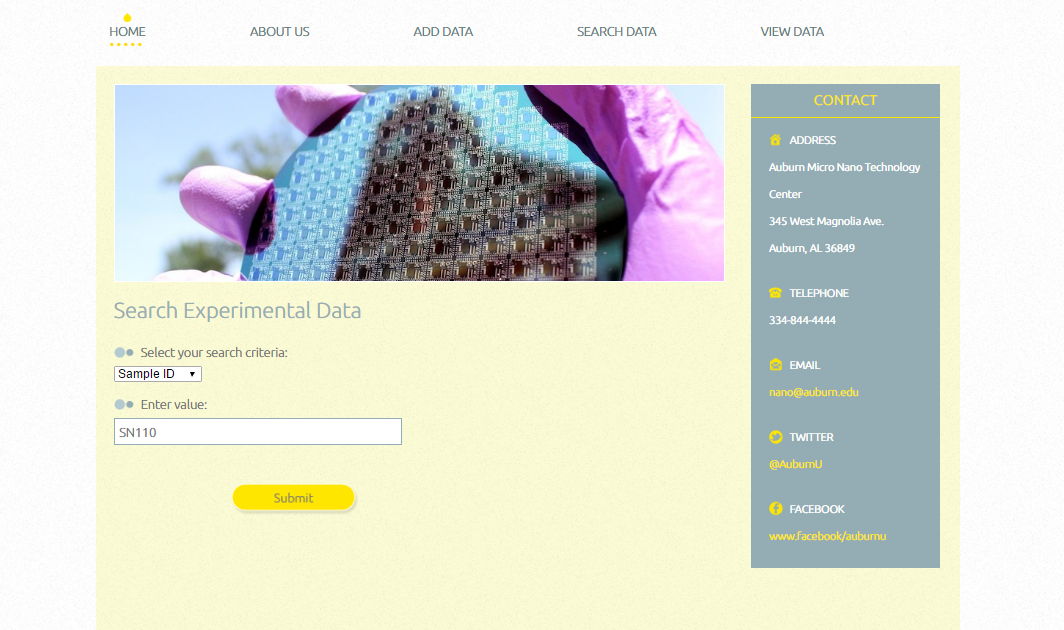 HOME
ABOUT US
ADD DATA
SEARCH DATA
VIEW DATA
Search Experimental Data
Select your search criteria:
Sample ID
Enter value:
SN110
Submit
CONTACT
ADDRESS
Auburn Micro Nano Technology
Center
345 West Magnolia Ave.
Auburn, AL 36849
TELEPHONE
334-844-4444
EMAIL
nano@auburn.edu
TWITTER
@AuburnU
FACEBOOK
www.facebook/auburnu